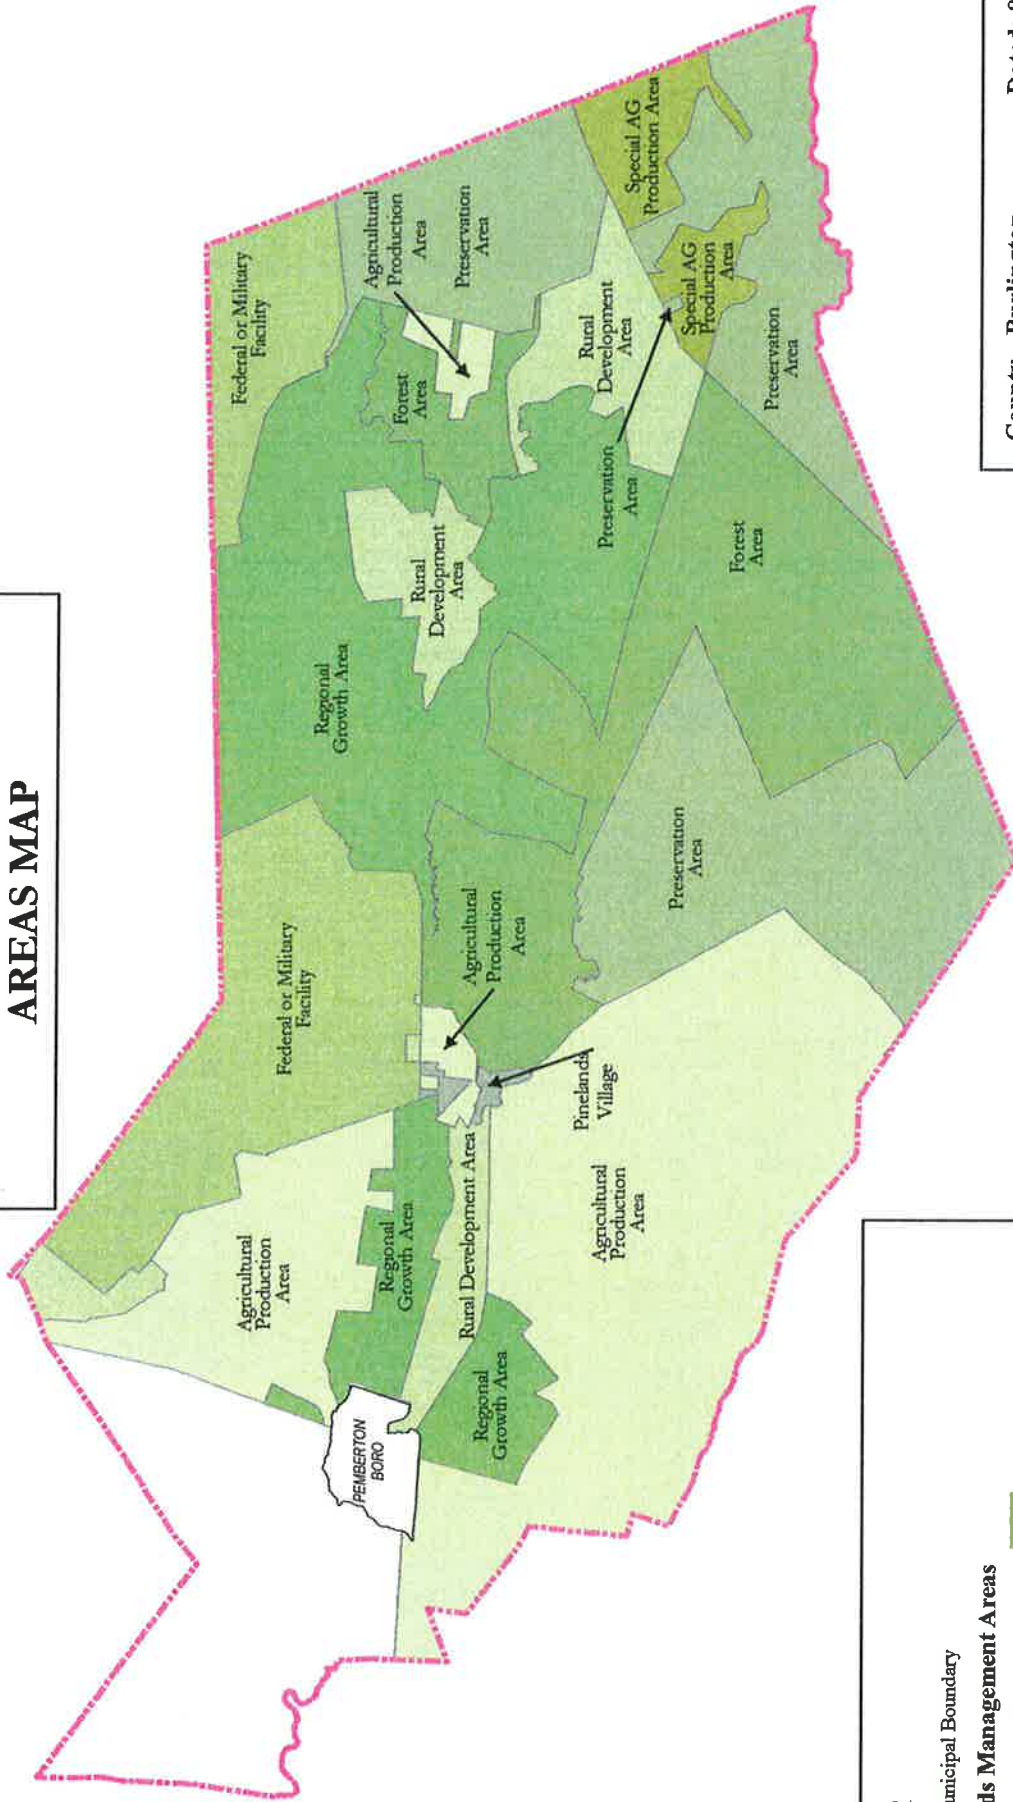 AREAS MAP
Federal or Military
Facility
Agricultural
Production
Area
Preservation
Area
Special AG
Production Area
Forest
Area
Rural
Development
Area
Special AG
Production
Area
Preservation
Area
Rural
Development
Area
Preservation
Area
Forest
Area
Regional
Growth Area
Federal or Military
Facility
Agricultural
Production
Area
Preservation
Area
Pinelands
Village
Agricultural
Production
Area
Regional
Growth Area
Rural Development Area
Agricultural
Production
Area
Regional
Growth Area
PEMBERTON
BORO
unicipal Boundary
ds Management Areas